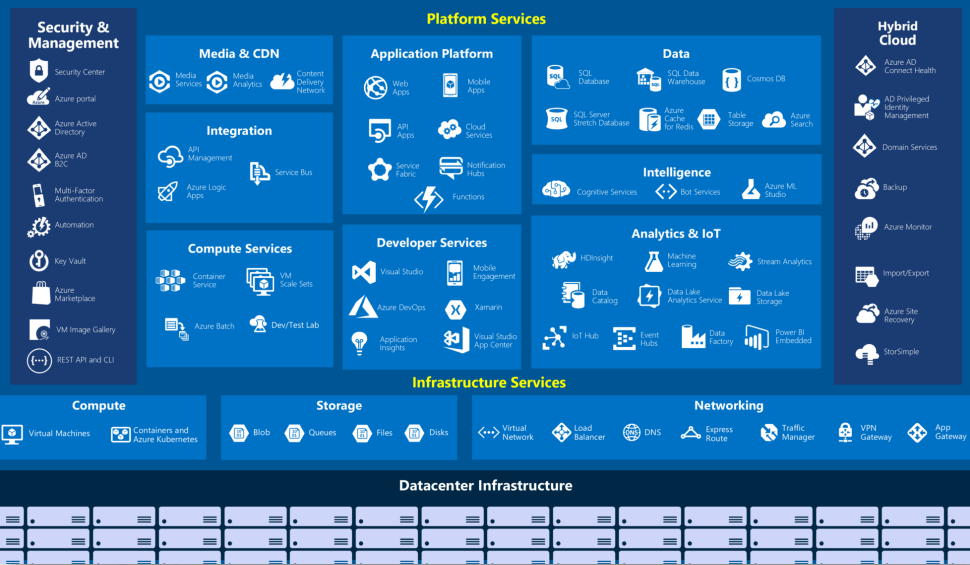 Platform Services
Security &
Management
Security Center
Azure portal
Azure
Azure Active
Directory
Azure AD
B2C
Multi-Factor
Authentication
Automation
Key Vault
Azure
Marketplace
VM Image Gallery
REST API and CLI
Media & CDN
Media
Services
Media
Analytics
Content
Delivery
Network
Integration
API
Management
Service Bus
Azure Logic
Apps
Compute Services
Container
Service
VM
Scale Sets
Azure Batch
Dev/Test Lab
Application Platform
Web
Apps
Mobile
Apps
API
Apps
Cloud
Services
Service
Fabric
Notification
Hubs
Functions
Developer Services
Visual Studio
Mobile
Engagement
Azure DevOps
Xamarin
Application
Insights
Visual Studio
App Center
Data
SQL
SQL
Database
SQL
SQL Data
Warehouse
Cosmos DB
SQL
SQL Server
Stretch Database
Azure
Cache
for Redis
Table
Storage
Azure
Search
Intelligence
Cognitive Services
Bot Services
Azure ML
Studio
Analytics & IoT
HDInsight
Machine
Learning
Stream Analytics
Data
Catalog
Data Lake
Analytics Service
Data Lake
Storage
IoT Hub
Event
Hubs
Data
Factory
Power BI
Embedded
Hybrid
Cloud
Azure AD
Connect Health
AD Privileged
Identity
Management
Domain Services
Backup
Azure Monitor
Import/Export
Azure Site
Recovery
StorSimple
Infrastructure Services
Compute
Virtual Machines
Containers and
Azure Kubernetes
Storage
Blob
Queues
Files
Disks
Networking
Virtual
Network
Load
Balancer
DNS
DNS
Express
Route
Traffic
Manager
VPN
Gateway
App
Gateway
Datacenter Infrastructure